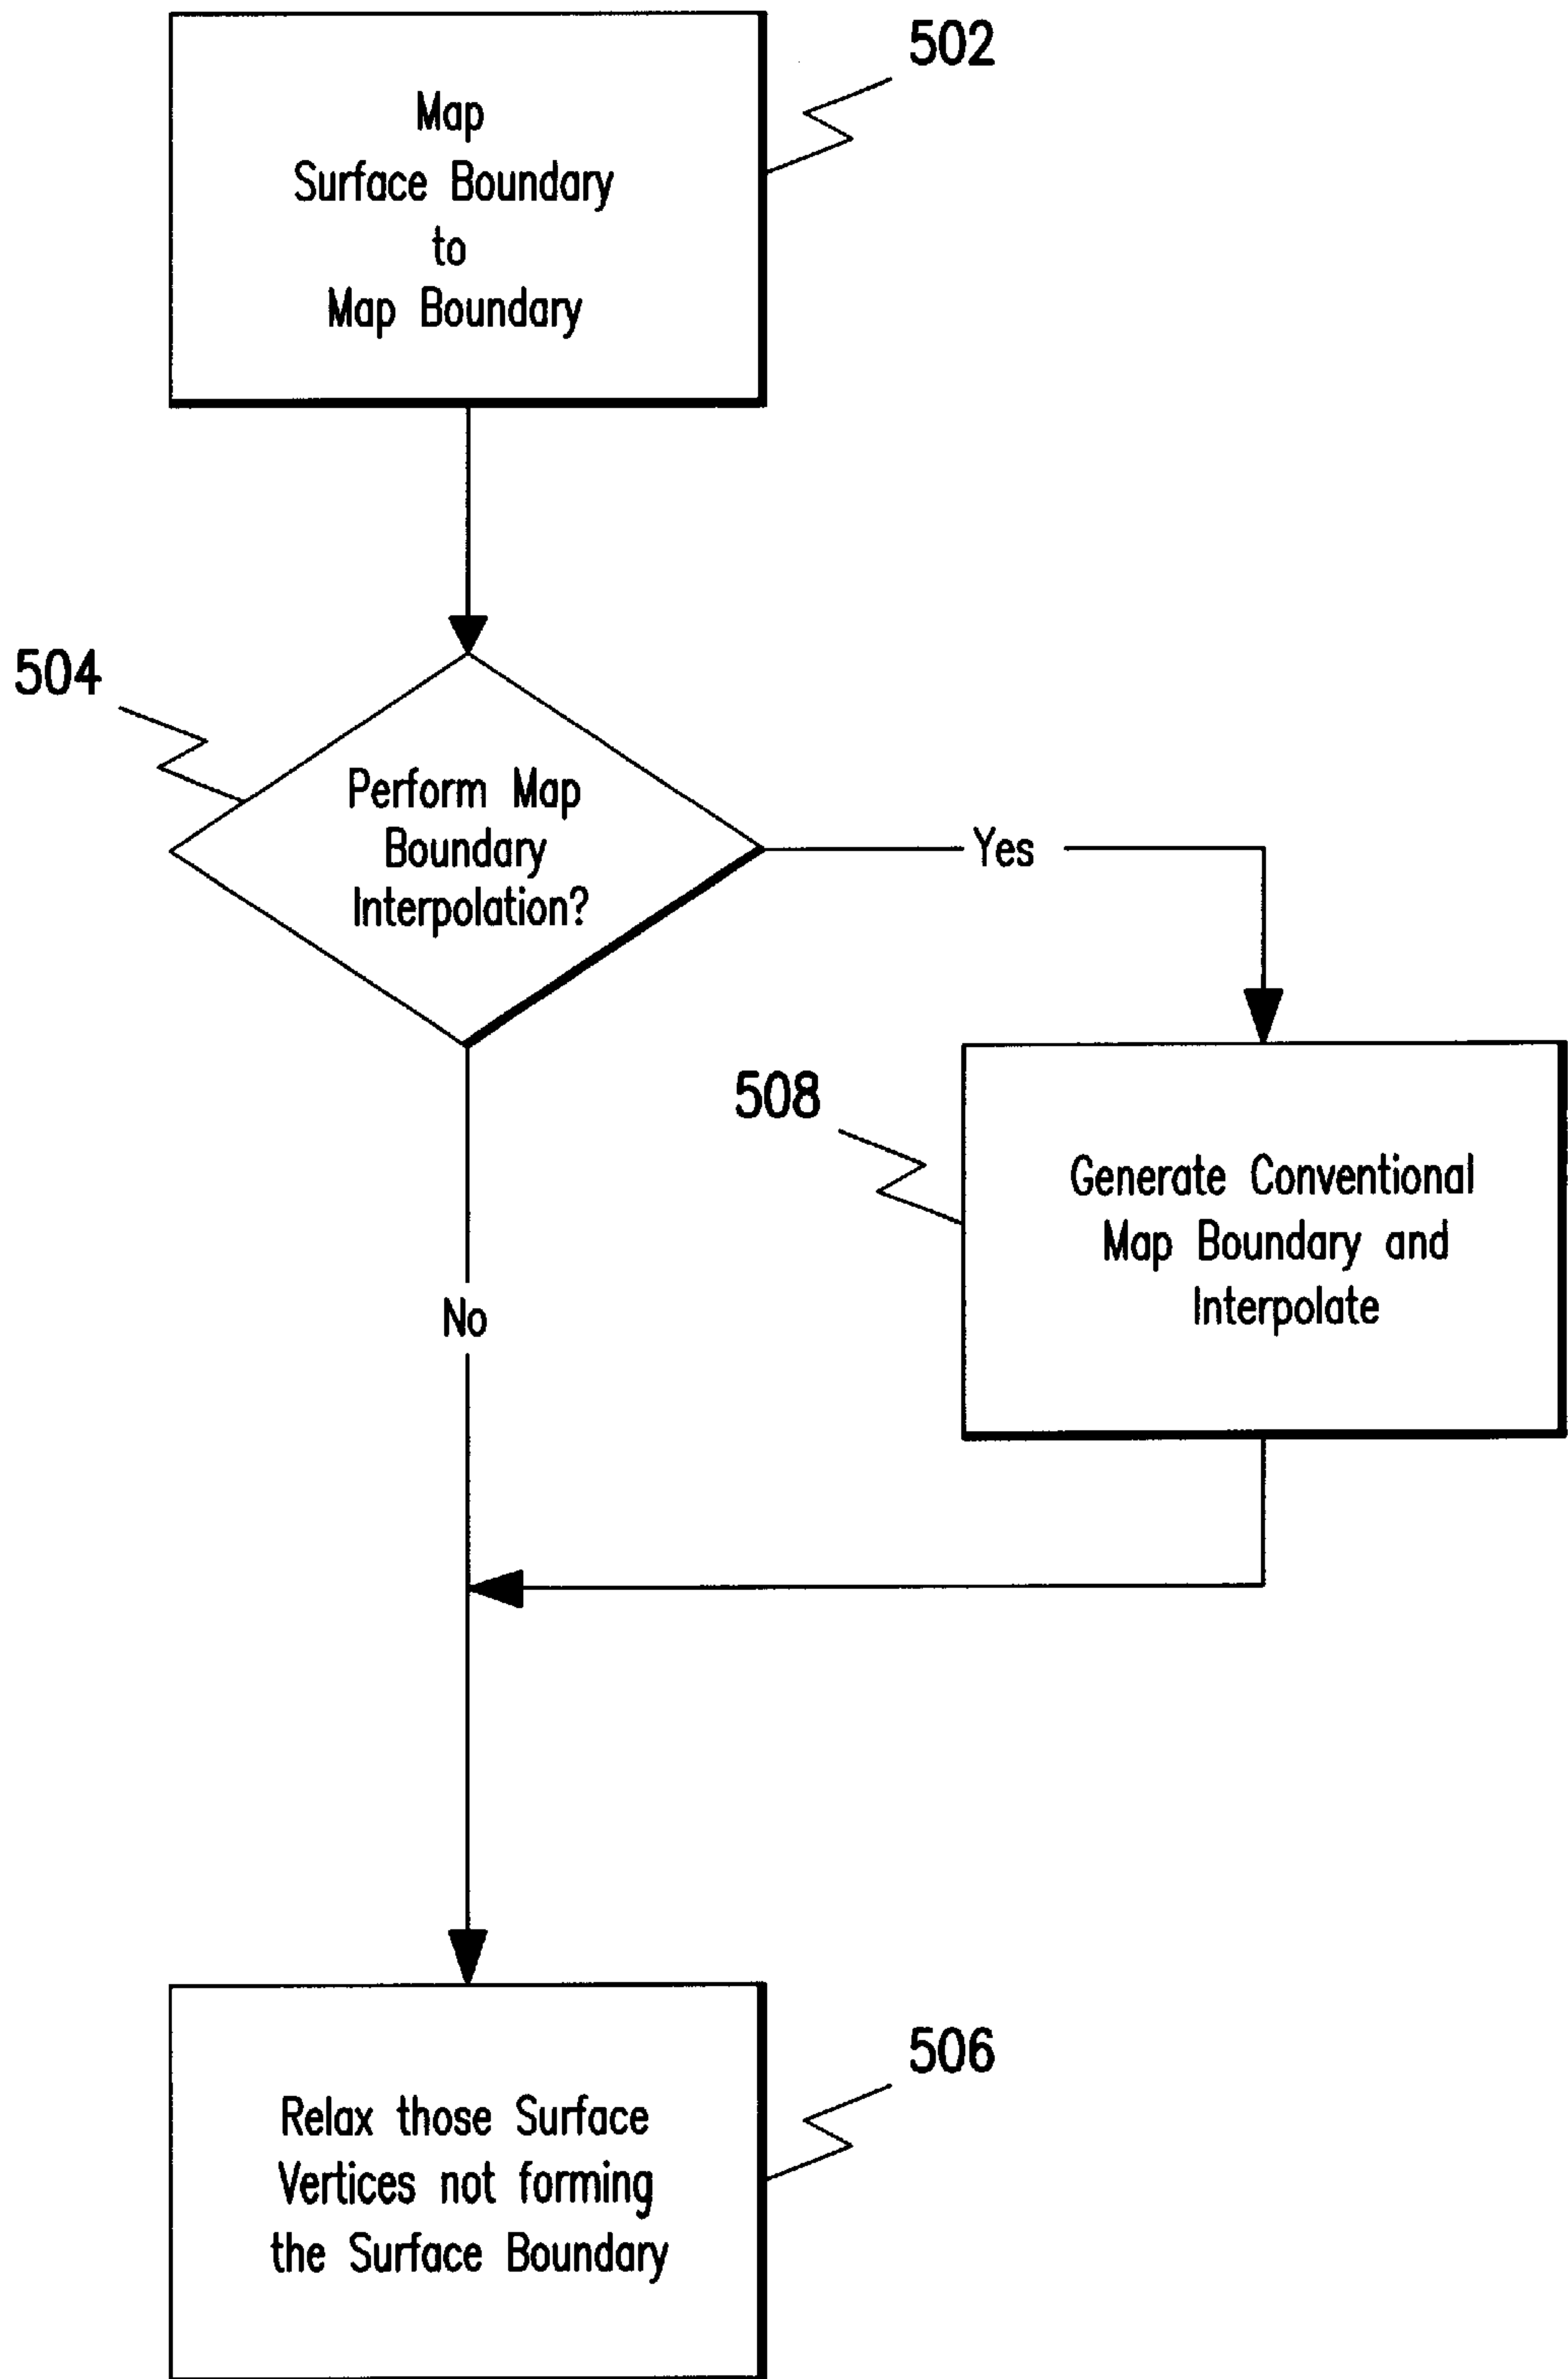 502
Map
Surface Boundary
to
Map Boundary
504
Perform Map
Boundary
Interpolation?
Yes
508
Generate Conventional
Map Boundary and
Interpolate
No
506
Relax those Surface
Vertices not forming
the Surface Boundary